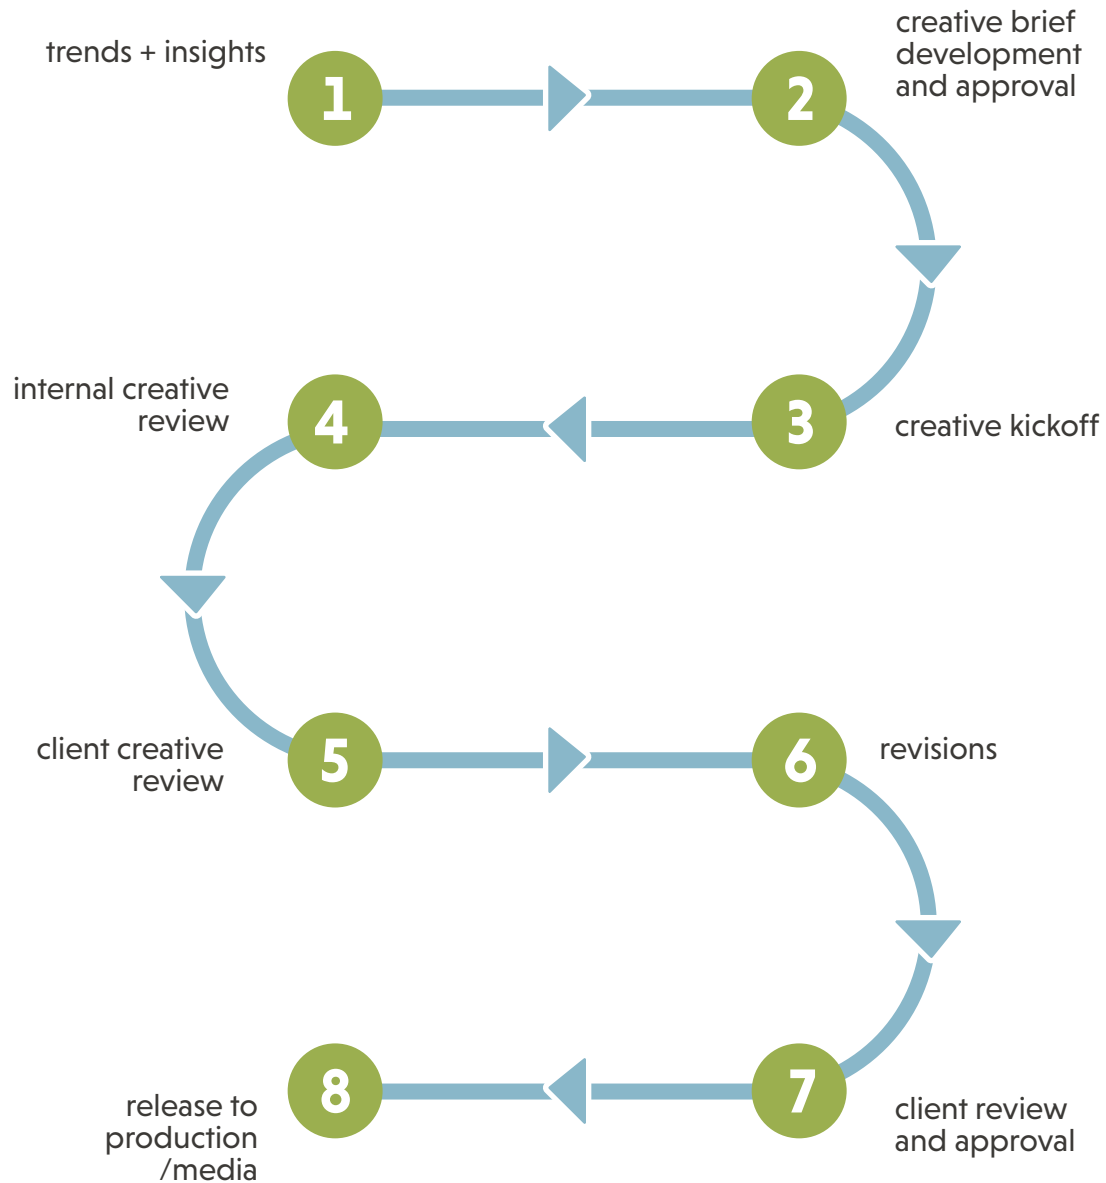 trends + insights
1
2
creative brief
development
and approval
internal creative
review
4
3
creative kickoff
client creative
review
5
6
revisions
release to
production
/media
8
7
client review
and approval